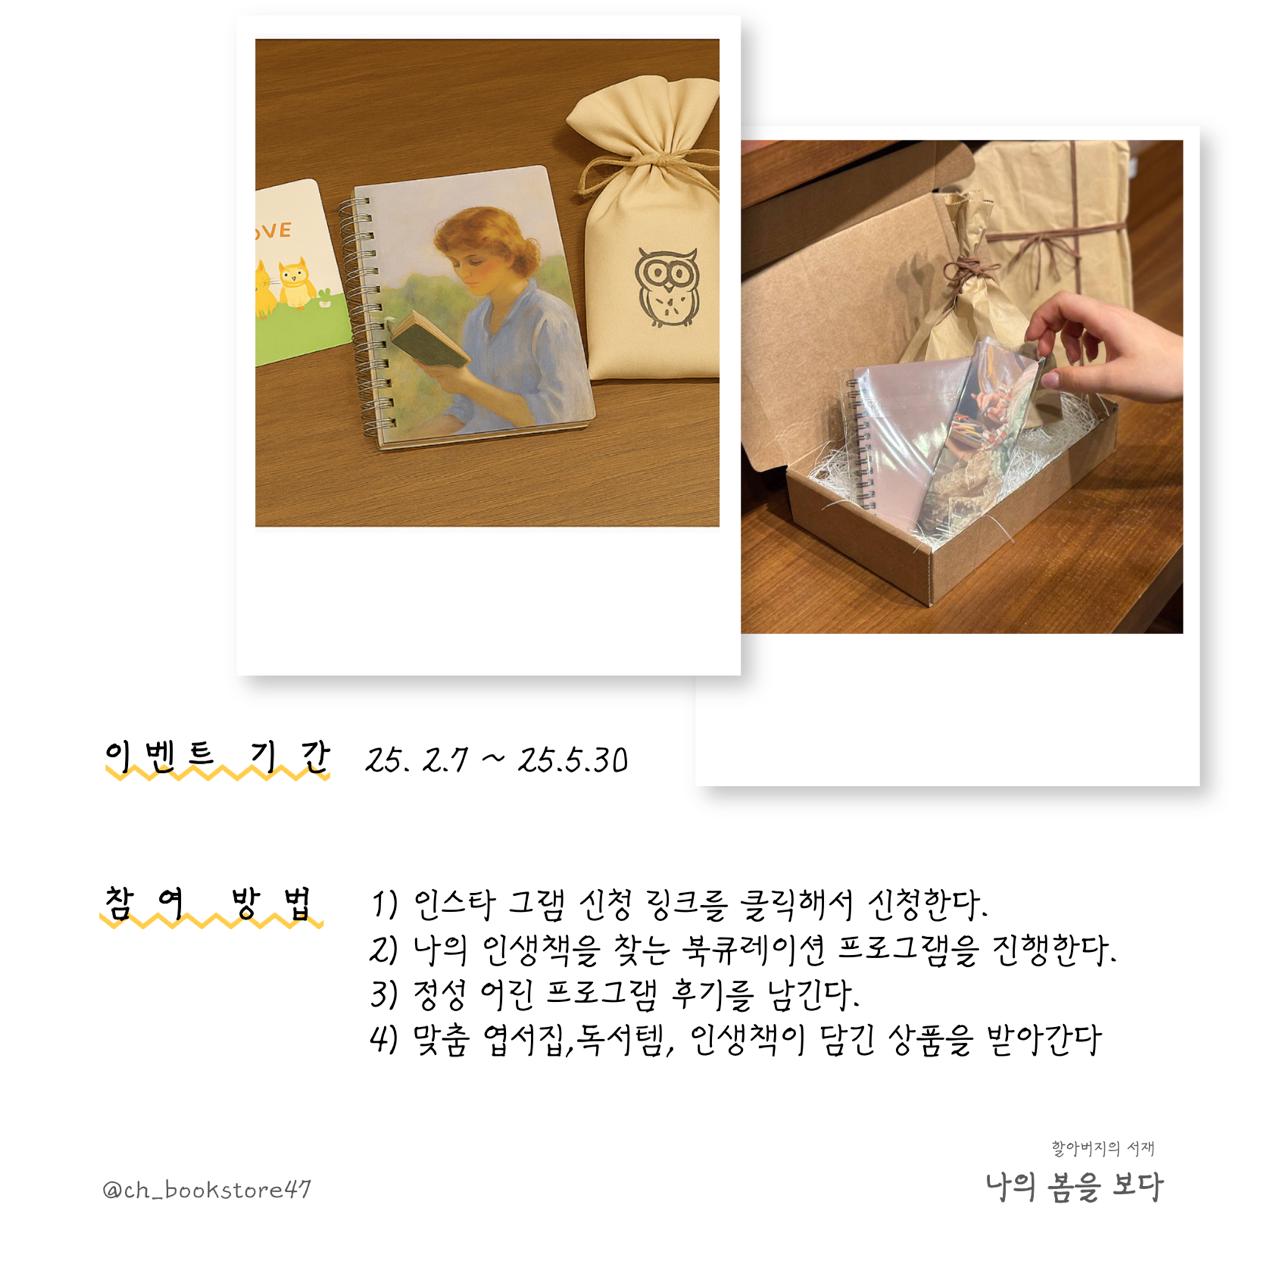 OVE
이벤트 기간 25. 2.7 ~ 25.5.30
참여 방법 1) 인스타 그램 신청 링크를 클릭해서 신청한다.
2) 나의 인생책을 찾는 북큐레이션 프로그램을 진행한다.
3) 정성 어린 프로그램 후기를 남긴다.
4) 맞춤 엽서집,독서템, 인생책이 담긴 상품을 받아간다
할아버지의 서재
@ch_bookstore47 나의 봄을 보다